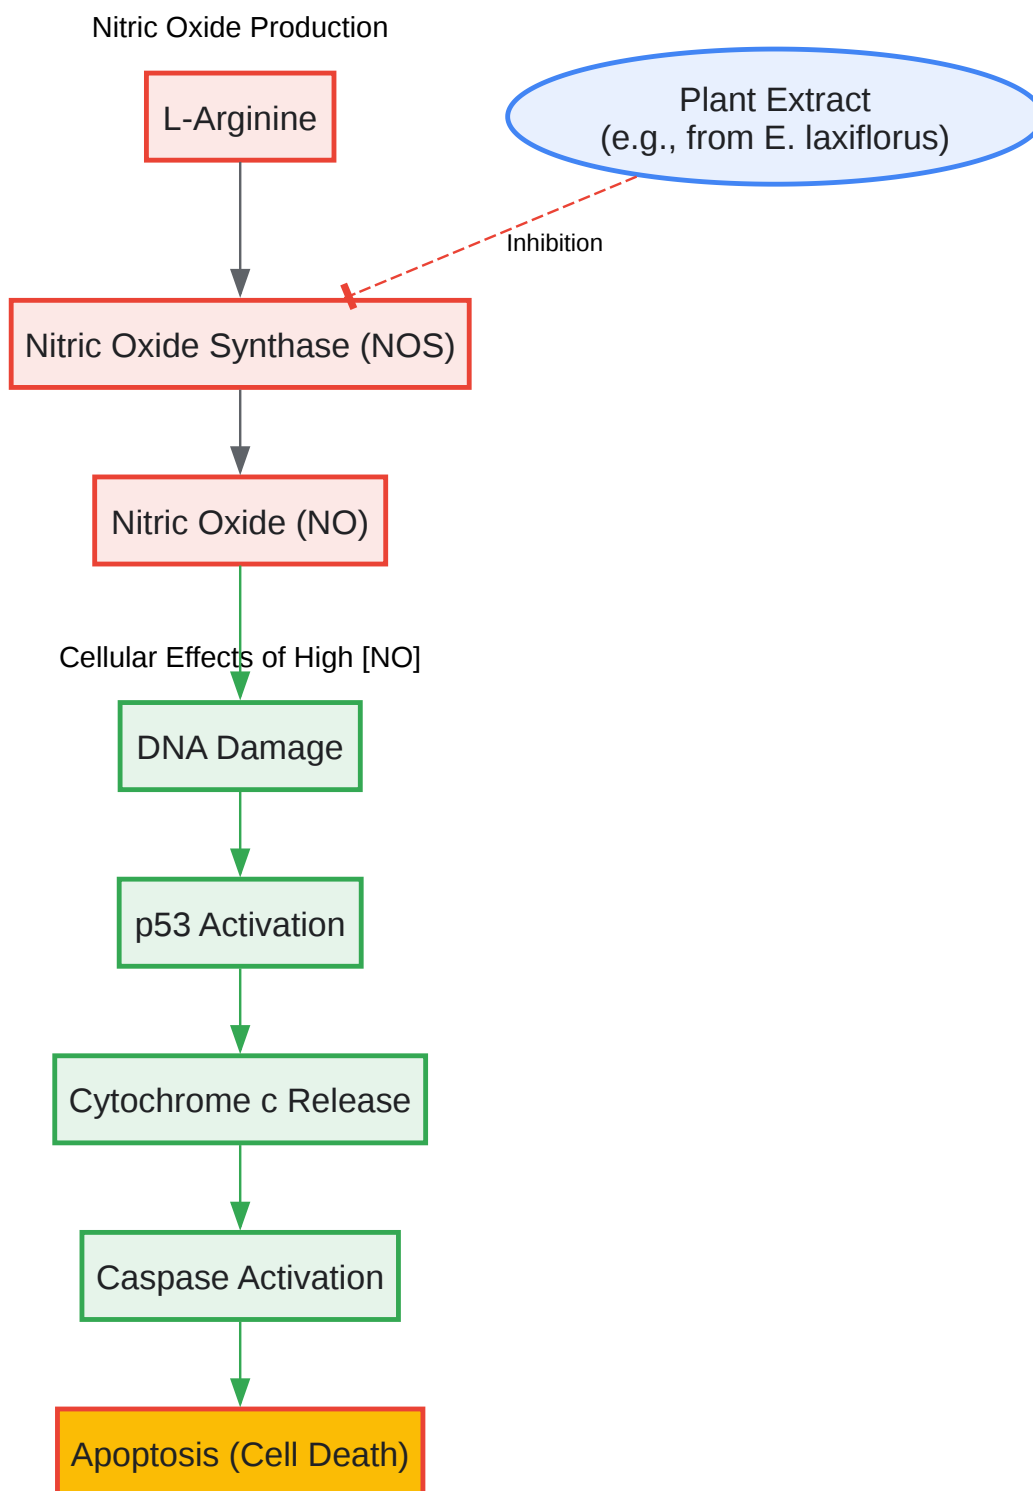 Nitric Oxide Production
L-Arginine
Plant Extract
(e.g., from E. laxiflorus)
Inhibition
Nitric Oxide Synthase (NOS)
Nitric Oxide (NO)
Cellular Effects of High [NO]
DNA Damage
p53 Activation
Cytochrome c Release
Caspase Activation
Apoptosis (Cell Death)